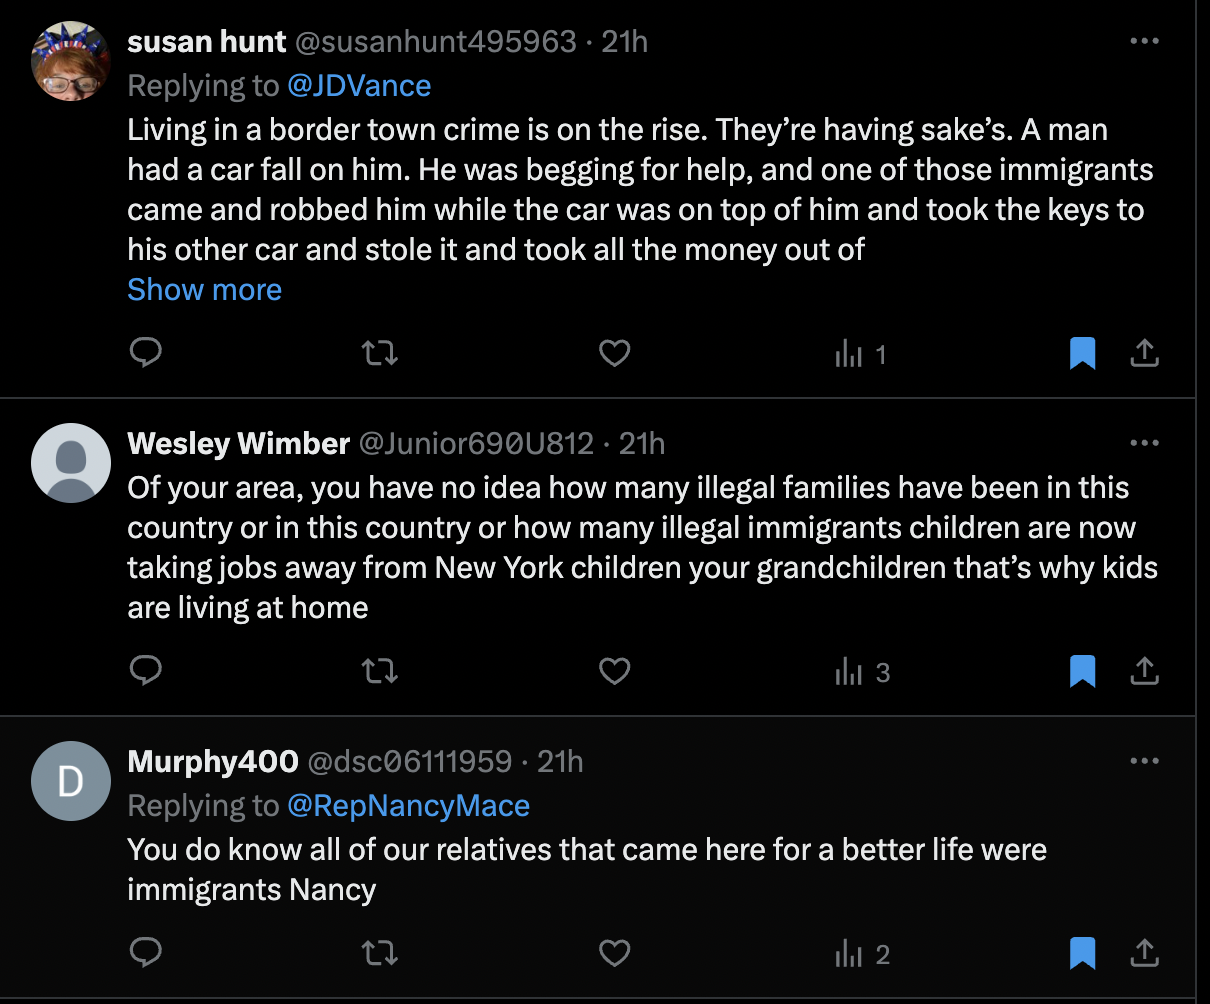 susan hunt @susanhunt495963 · 21h
Replying to @JDVance
Living in a border town crime is on the rise. They’re having sake’s. A man
had a car fall on him. He was begging for help, and one of those immigrants
came and robbed him while the car was on top of him and took the keys to
his other car and stole it and took all the money out of
Show more
1
Wesley Wimber @Junior690U812 · 21h
Of your area, you have no idea how many illegal families have been in this
country or in this country or how many illegal immigrants children are now
taking jobs away from New York children your grandchildren that’s why kids
are living at home
3
D
Murphy400 @dsc06111959 · 21h
Replying to @RepNancyMace
You do know all of our relatives that came here for a better life were
immigrants Nancy
2